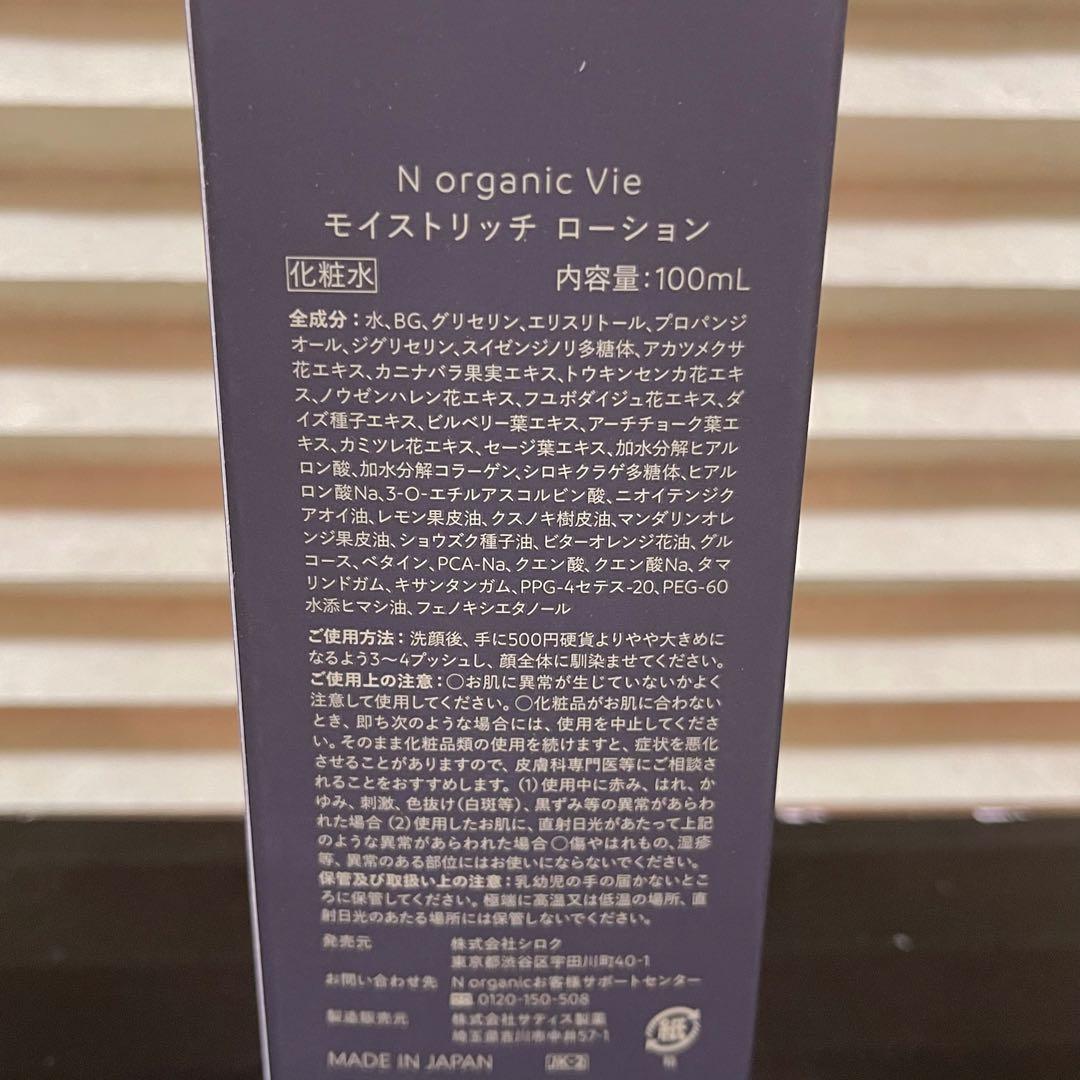 N organic Vie
モイストリッチ ローション
化粧水 内容量:100mL
全成分:水、BG、グリセリン、エリスリトール、プロパンジ
オール、ジグリセリン、スイゼンジノリ多糖体、アカツメクサ
花エキス、カニナバラ果実エキス、トウキンセンカ花エキ
ス、ノウゼンハレン花エキス、フユボダイジュ花エキス、ダ
イズ種子エキス、ビルベリー葉エキス、アーチチョーク葉エ
キス、カミツレ花エキス、セージ葉エキス、加水分解ヒアル
ロン酸、加水分解コラーゲン、シロキクラゲ多糖体、ヒアル
ロン酸Na、3-O-エチルアスコルビン酸、ニオイテンジク
アオイ油、レモン果皮油、クスノキ樹皮油、マンダリンオレ
ンジ果皮油、ショウズク種子油、ビターオレンジ花油、グル
コース、ベタイン、PCA-Na、クエン酸、クエン酸Na、タマ
リンドガム、キサンタンガム、PPG-4セテス-20、PEG-60
水添ヒマシ油、フェノキシエタノール
ご使用方法:洗顔後、手に500円硬貨よりやや大きめに
なるよう3〜4プッシュし、顔全体に馴染ませてください。
ご使用上の注意:○お肌に異常が生じていないかよく
注意して使用してください。○化粧品がお肌に合わない
とき、即ち次のような場合には、使用を中止してくださ
い。そのまま化粧品類の使用を続けますと、症状を悪化
させることがありますので、皮膚科専門医等にご相談さ
れることをおすすめします。(1)使用中に赤み、はれ、か
ゆみ、刺激、色抜け(白斑等)、黒ずみ等の異常があらわ
れた場合 (2)使用したお肌に、直射日光があたって上記
のような異常があらわれた場合 ○傷やはれもの、湿疹
等、異常のある部位にはお使いにならないでください。
保管及び取扱い上の注意:乳幼児の手の届かないとこ
ろに保管してください。極端に高温又は低温の場所、直
射日光のあたる場所には保管しないでください。
発売元 株式会社シロク
東京都渋谷区宇田川町40-1
お問い合わせ先 N organicお客様サポートセンター
0120-150-508
製造販売元 株式会社サティス製薬
埼玉県吉川市中井57-1
紙
箱
MADE IN JAPAN JK-2